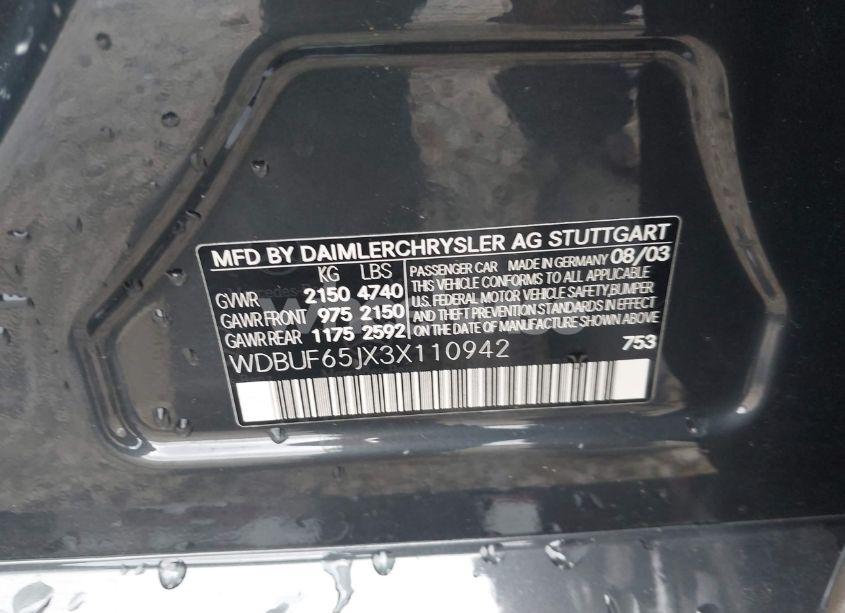 MFD BY DAIMLERCHRYSLER AG STUTTGART
KG LBS
GVWR 2150 4740
GAWR FRONT 975 2150
GAWR REAR 1175 2592
PASSENGER CAR MADE IN GERMANY 08/03
THIS VEHICLE CONFORMS TO ALL APPLICABLE
U.S. FEDERAL MOTOR VEHICLE SAFETY, BUMPER
AND THEFT PREVENTION STANDARDS IN EFFECT
ON THE DATE OF MANUFACTURE SHOWN ABOVE
WDBUF65JX3X110942
753